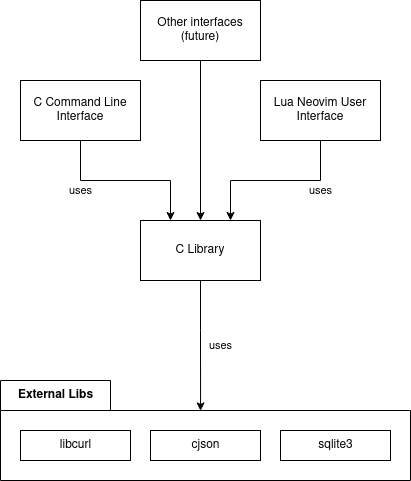 Other interfaces
(future)
C Command Line
Interface
Lua Neovim User
Interface
uses
uses
C Library
uses
External Libs
libcurl
cjson
sqlite3